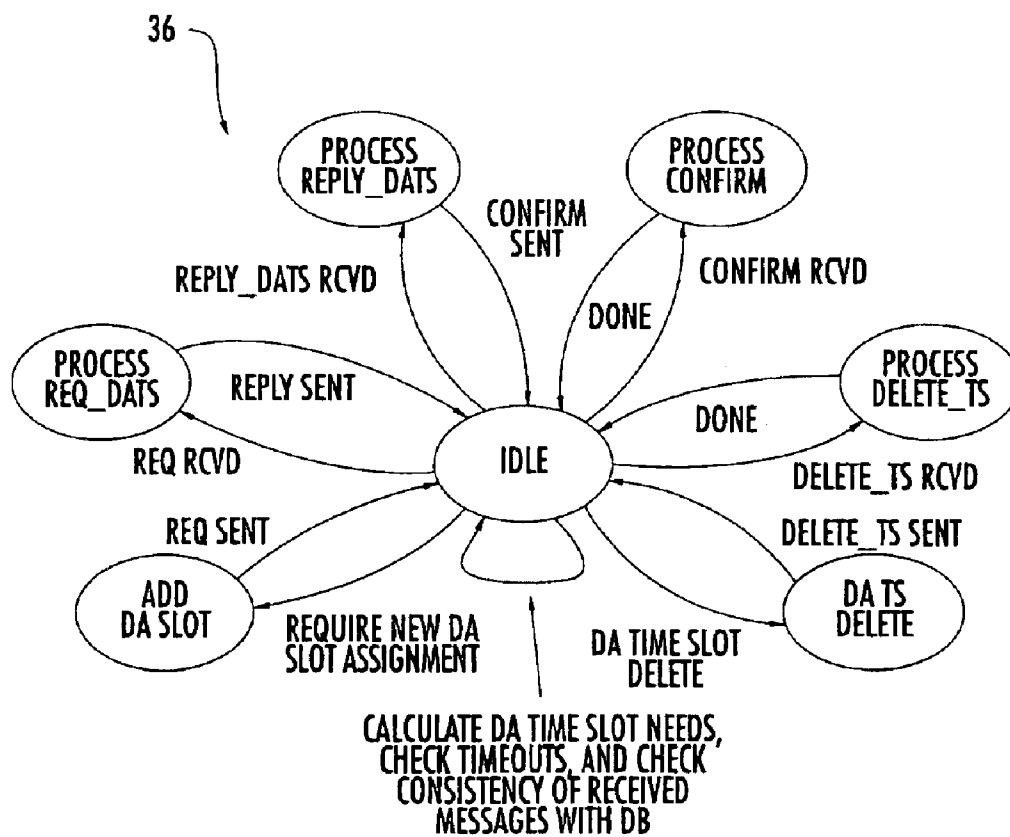 36
PROCESS
REPLY_DATS
PROCESS
CONFIRM
CONFIRM
SENT
REPLY_DATS RCVD
CONFIRM RCVD
DONE
PROCESS
REQ_DATS
REPLY SENT
PROCESS
DELETE_TS
DONE
REQ RCVD
IDLE
DELETE_TS RCVD
REQ SENT
DELETE_TS SENT
ADD
DA SLOT
REQUIRE NEW DA
SLOT ASSIGNMENT
DA TIME SLOT
DELETE
DA TS
DELETE
CALCULATE DA TIME SLOT NEEDS,
CHECK TIMEOUTS, AND CHECK
CONSISTENCY OF RECEIVED
MESSAGES WITH DB